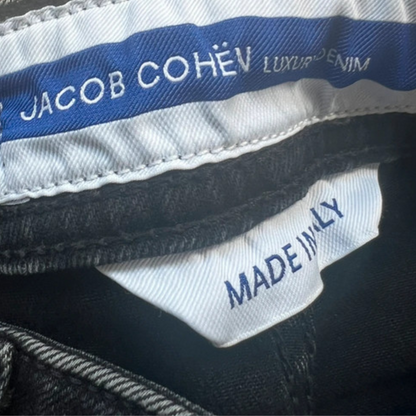 JACOB COHËN LUXURY DENIM
MADE IN ITALY